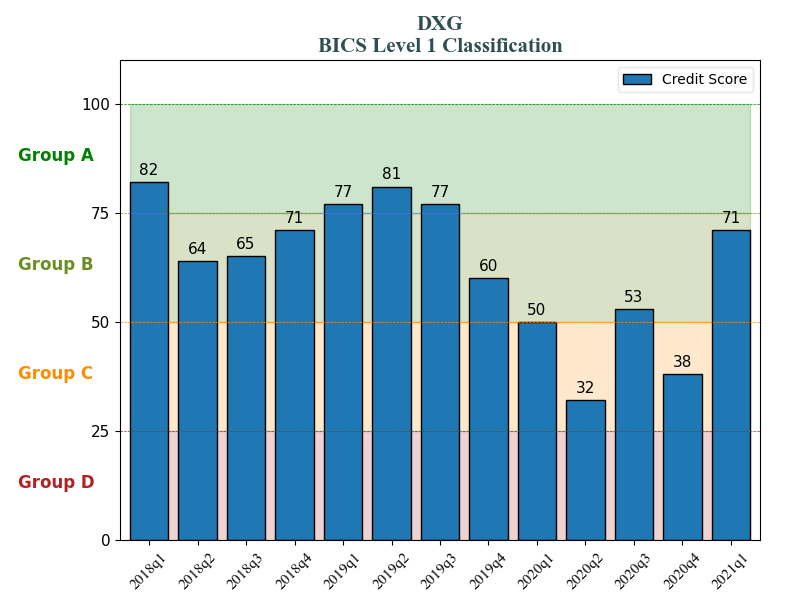 DXG
BICS Level 1 Classification
Credit Score
100
Group A
82
81
77
77
75
71
71
65
64
Group B
60
53
50
50
Group C
38
32
25
Group D
0
2018q1
2018q2
2018q3
2018q4
2019q1
2019q2
2019q3
2019q4
2020q1
2020q2
2020q3
2020q4
2021q1